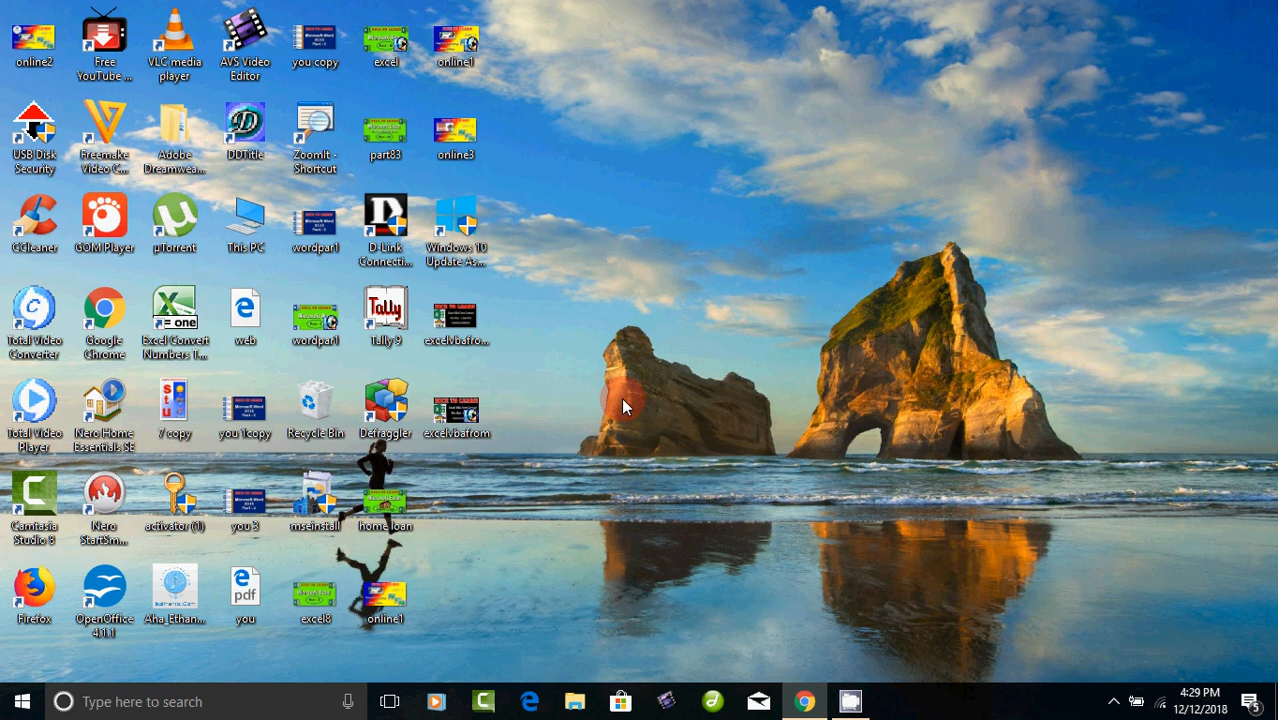 online2
Free
YouTube ...
VLC media
player
AVS Video
Editor
you copy
excel
online1
USB Disk
Security
Freemake
Video C...
Adobe
Dreamwea...
DDTitle
ZoomIt -
Shortcut
part83
online3
CCleaner
GOM Player
µTorrent
This PC
wordpar1
D-Link
Connecti...
Windows 10
Update As...
Total Video
Converter
Google
Chrome
Excel Convert
Numbers T...
web
wordpar1
Tally
Tally 9
excelvbafro...
Total Video
Player
Nero Home
Essentials SE
7 copy
you 1copy
Recycle Bin
Defraggler
excelvbafrom
Camtasia
Studio 8
Nero
StartSm...
activator (1)
you 3
mseinstall
home loan
Firefox
OpenOffice
4.1.1
Aha_Ethan...
pdf
you
excel8
online1
Type here to search
4:29 PM
12/12/2018
5